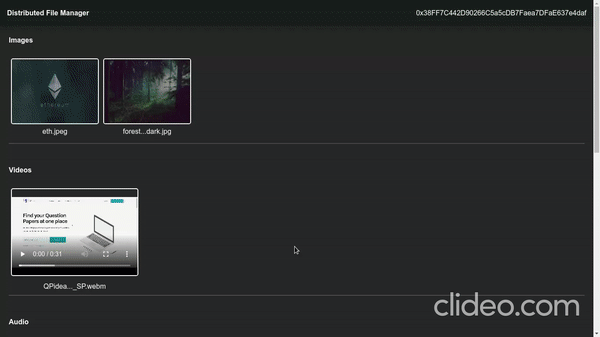 Distributed File Manager
0x38FF7C442D90266C5a5cDB7Faea7DFaE637e4daf
Images
ethereum
eth.jpeg
forest...dark.jpg
Videos
Find your Question
Papers at one place
0:00 / 0:31
QPidea..._SP.webm
clideo.com
Audio